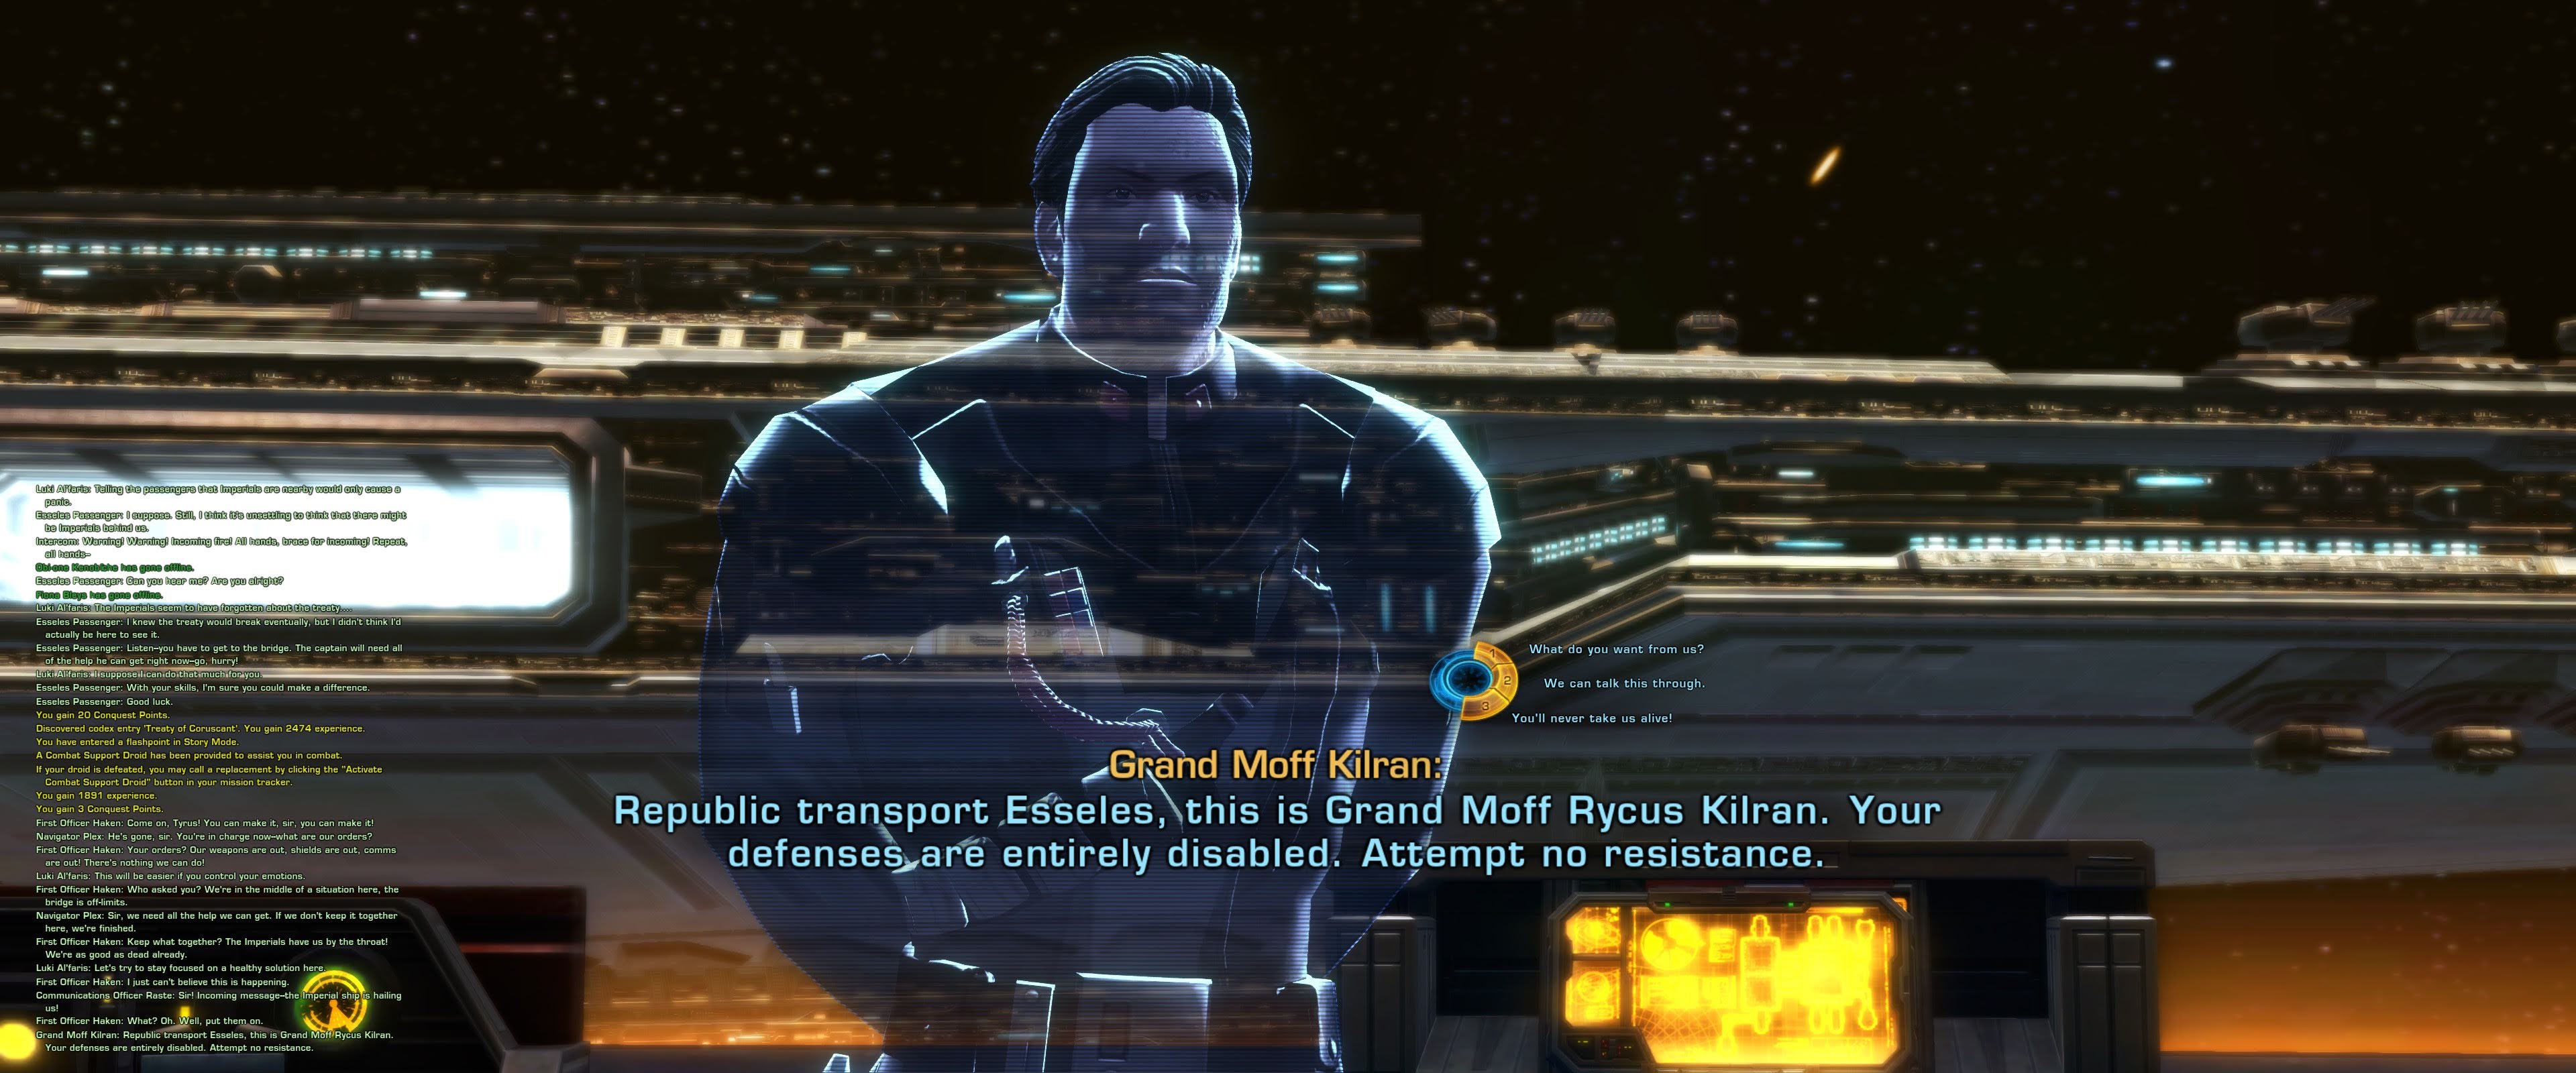 Luki Al'faris: Telling the passengers that Imperials are nearby would only cause a
panic.
Esseles Passenger: I suppose. Still, I think it's unsettling to think that there might
be Imperials behind us.
Intercom: Warning! Warning! Incoming fire! All hands, brace for incoming! Repeat,
all hands--
Obi-one Kenab'bhe has gone offline.
Esseles Passenger: Can you hear me? Are you alright?
has gone offline.
Luki Al'faris: The Imperials seem to have forgotten about the treaty....
Esseles Passenger: I knew the treaty would break eventually, but I didn't think I'd
actually be here to see it.
Esseles Passenger: Listen--you have to get to the bridge. The captain will need all
of the help he can get right now--go, hurry!
Luki Al'faris: I suppose I can do that much for you.
Esseles Passenger: With your skills, I'm sure you could make a difference.
Esseles Passenger: Good luck.
You gain 20 Conquest Points.
Discovered codex entry 'Treaty of Coruscant'. You gain 2474 experience.
You have entered a flashpoint in Story Mode.
A Combat Support Droid has been provided to assist you in combat.
If your droid is defeated, you may call a replacement by clicking the "Activate
Combat Support Droid" button in your mission tracker.
You gain 1891 experience.
You gain 3 Conquest Points.
First Officer Haken: Come on, Tyrus! You can make it, sir, you can make it!
Navigator Plex: He's gone, sir. You're in charge now--what are our orders?
First Officer Haken: Your orders? Our weapons are out, shields are out, comms
are out! There's nothing we can do!
Luki Al'faris: This will be easier if you control your emotions.
First Officer Haken: Who asked you? We're in the middle of a situation here, the
bridge is off-limits.
Navigator Plex: Sir, we need all the help we can get. If we don't keep it together
here, we're finished.
First Officer Haken: Keep what together? The Imperials have us by the throat!
We're as good as dead already.
Luki Al'faris: Let's try to stay focused on a healthy solution here.
First Officer Haken: I just can't believe this is happening.
Communications Officer Raste: Sir! Incoming message--the Imperial ship is hailing
us!
First Officer Haken: What? Oh. Well, put them on.
Grand Moff Kilran: Republic transport Esseles, this is Grand Moff Rycus Kilran.
Your defenses are entirely disabled. Attempt no resistance.
1 What do you want from us?
2 We can talk this through.
3 You'll never take us alive!
Grand Moff Kilran:
Republic transport Esseles, this is Grand Moff Rycus Kilran. Your
defenses are entirely disabled. Attempt no resistance.